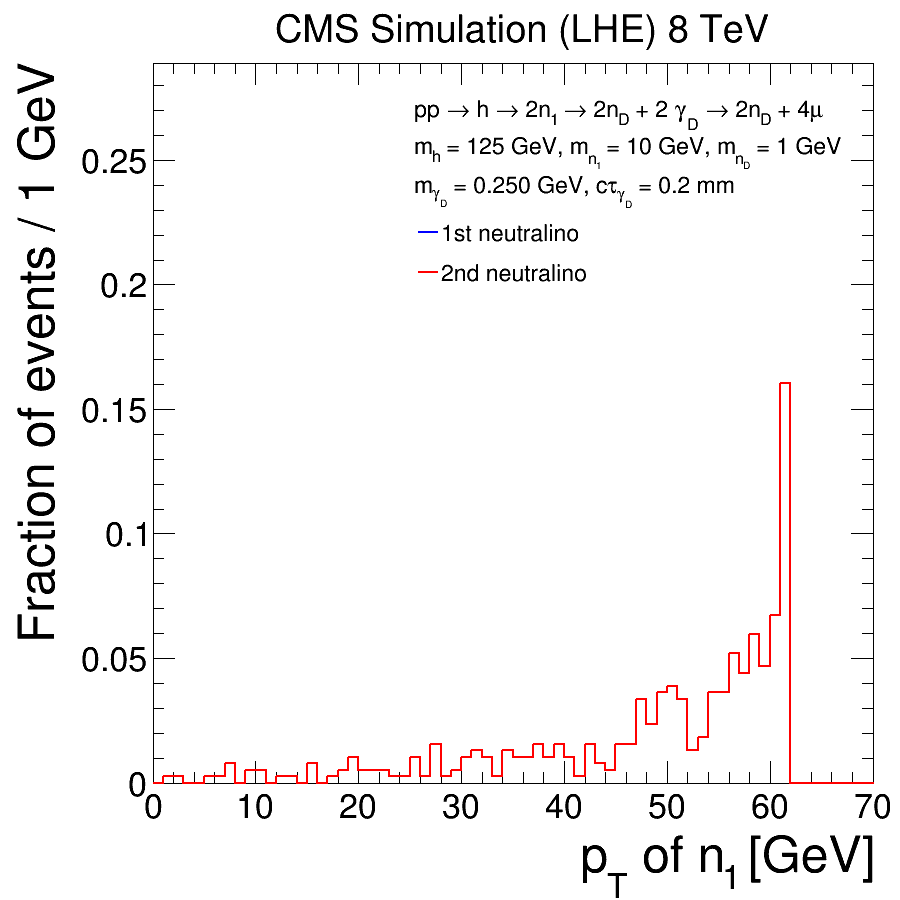 CMS Simulation (LHE) 8 TeV
Fraction of events / 1 GeV
pp → h → 2n1 → 2nD + 2 γD → 2nD + 4μ
mh = 125 GeV, mn1 = 10 GeV, mnD = 1 GeV
mγD = 0.250 GeV, cτγD = 0.2 mm
1st neutralino
2nd neutralino
0.25
0.2
0.15
0.1
0.05
0
0 10 20 30 40 50 60 70
pT of n1 [GeV]